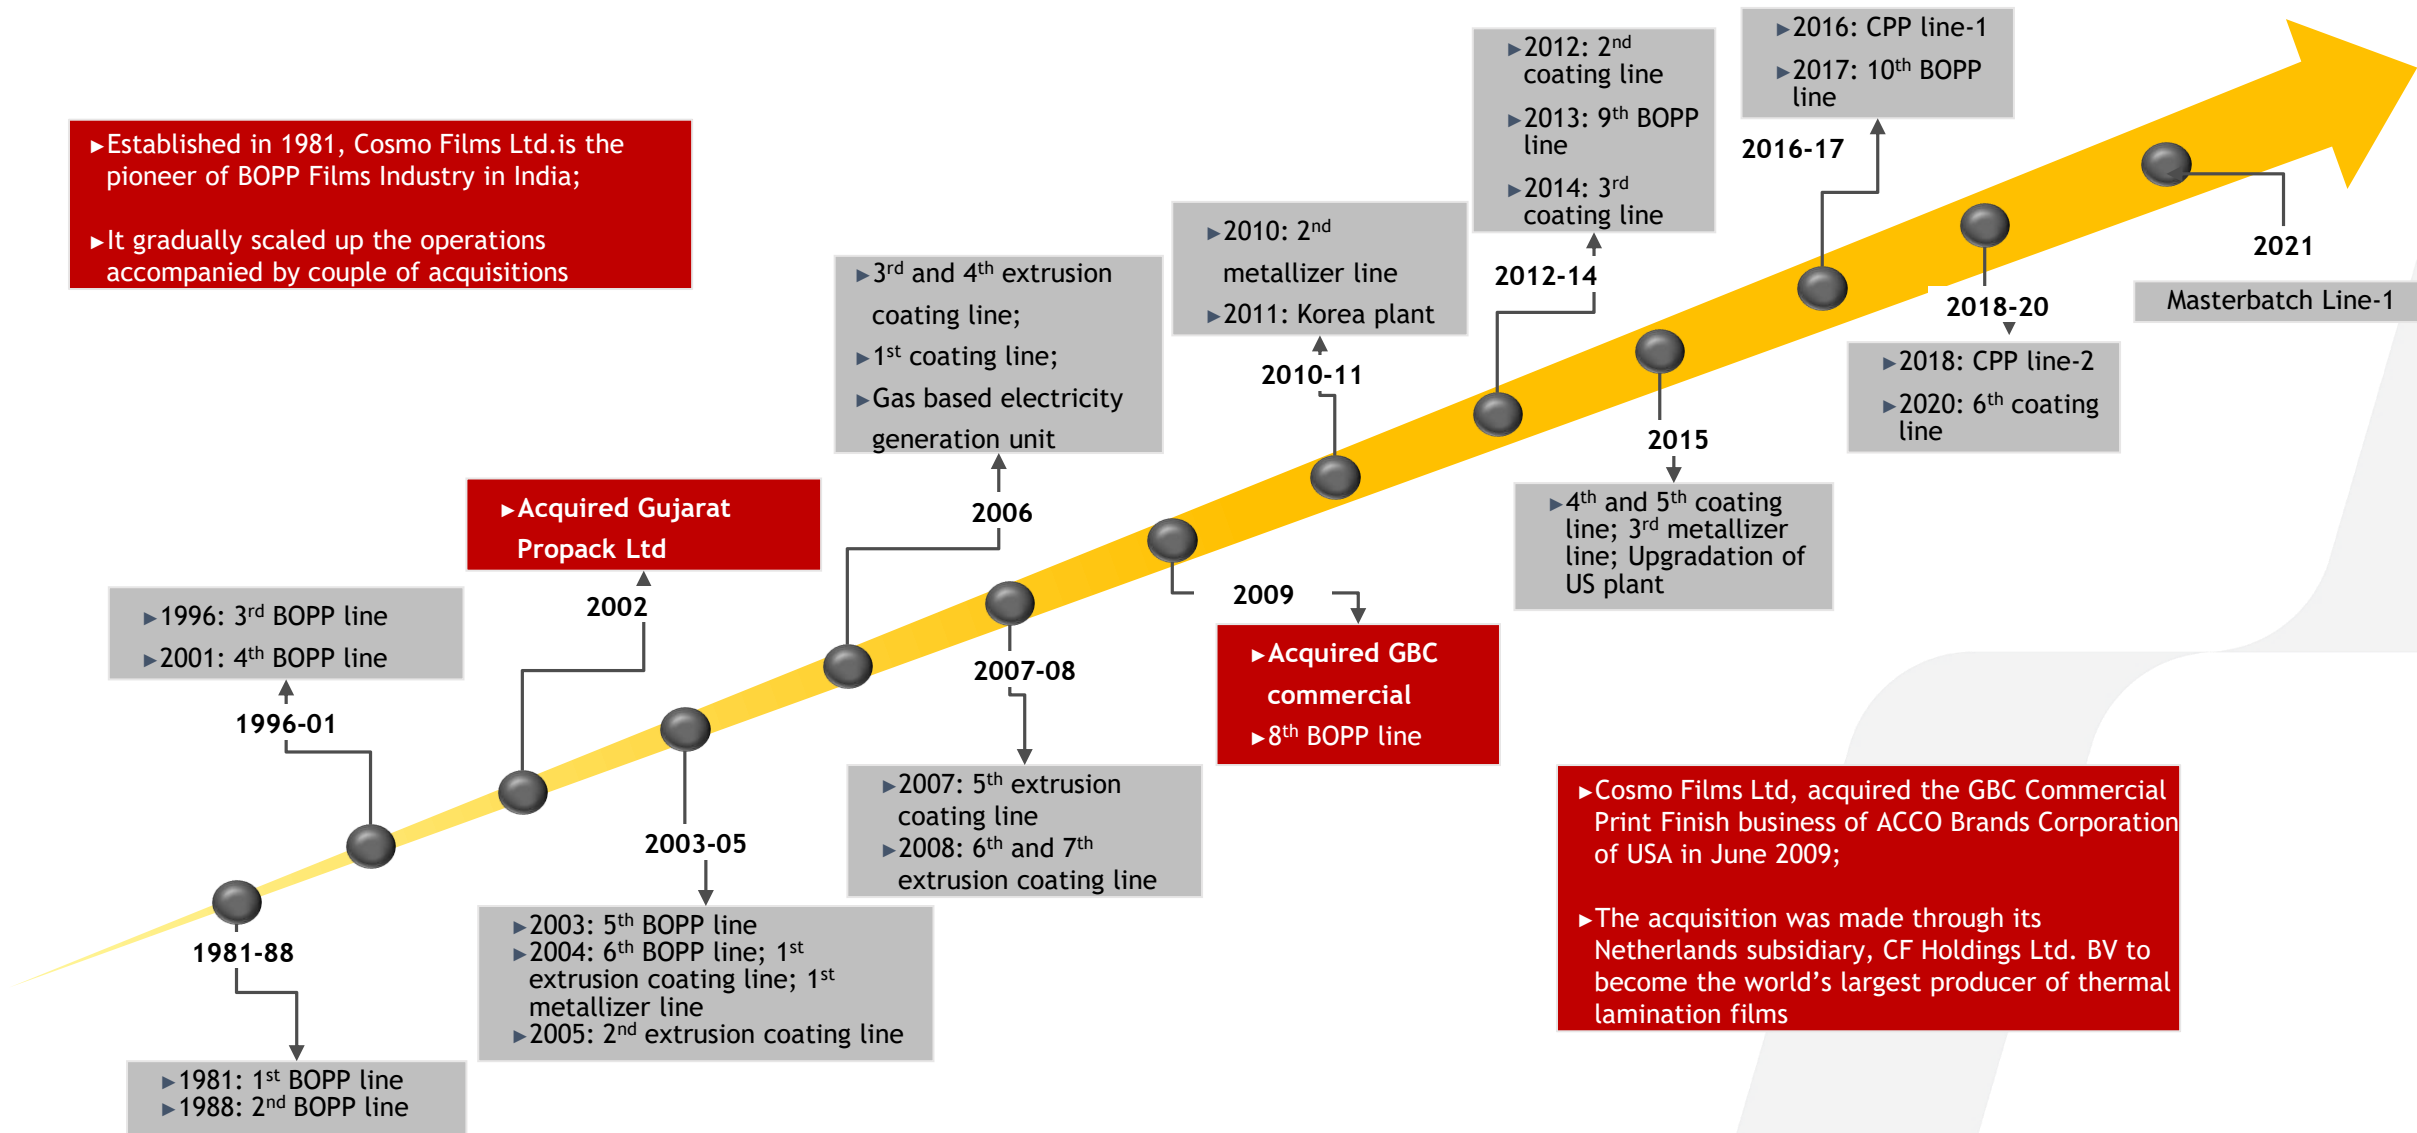 ►Established in 1981, Cosmo Films Ltd.is the
pioneer of BOPP Films Industry in India;
►It gradually scaled up the operations
accompanied by couple of acquisitions
►1981: 1st BOPP line
►1988: 2nd BOPP line
1981-88
►1996: 3rd BOPP line
►2001: 4th BOPP line
1996-01
►Acquired Gujarat
Propack Ltd
2002
2003-05
►2003: 5th BOPP line
►2004: 6th BOPP line; 1st
extrusion coating line; 1st
metallizer line
►2005: 2nd extrusion coating line
►3rd and 4th extrusion
coating line;
►1st coating line;
►Gas based electricity
generation unit
2006
2007-08
►2007: 5th extrusion
coating line
►2008: 6th and 7th
extrusion coating line
2009
►Acquired GBC
commercial
►8th BOPP line
►2010: 2nd
metallizer line
►2011: Korea plant
2010-11
►2012: 2nd
coating line
►2013: 9th BOPP
line
►2014: 3rd
coating line
2012-14
2015
►4th and 5th coating
line; 3rd metallizer
line; Upgradation of
US plant
►2016: CPP line-1
►2017: 10th BOPP
line
2016-17
2018-20
►2018: CPP line-2
►2020: 6th coating
line
2021
Masterbatch Line-1
►Cosmo Films Ltd, acquired the GBC Commercial
Print Finish business of ACCO Brands Corporation
of USA in June 2009;
►The acquisition was made through its
Netherlands subsidiary, CF Holdings Ltd. BV to
become the world’s largest producer of thermal
lamination films